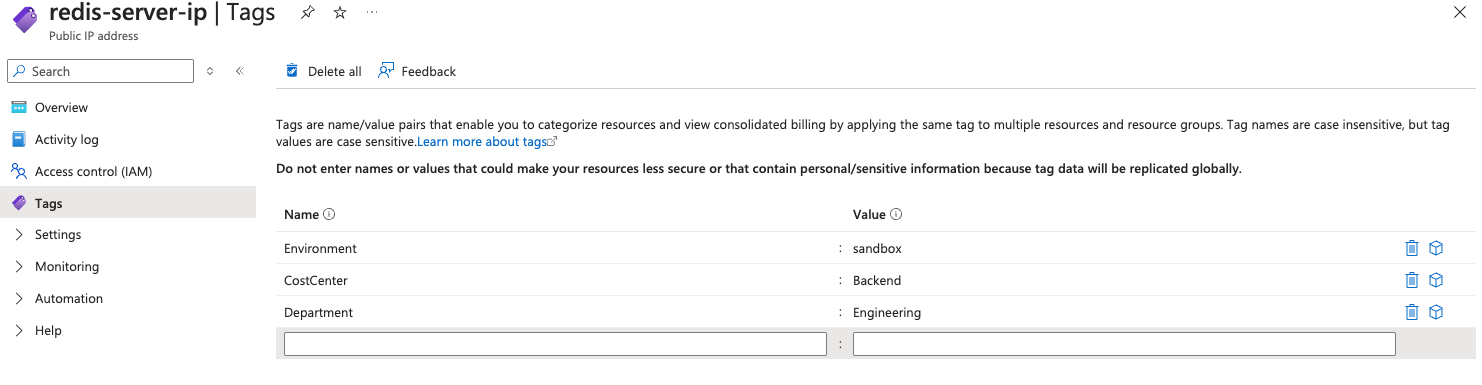 redis-server-ip | Tags
Public IP address
Search
Delete all
Feedback
Overview
Activity log
Access control (IAM)
Tags
Settings
Monitoring
Automation
Help
Tags are name/value pairs that enable you to categorize resources and view consolidated billing by applying the same tag to multiple resources and resource groups. Tag names are case insensitive, but tag
values are case sensitive.Learn more about tags
Do not enter names or values that could make your resources less secure or that contain personal/sensitive information because tag data will be replicated globally.
Name Value
Environment : sandbox
CostCenter : Backend
Department : Engineering
: